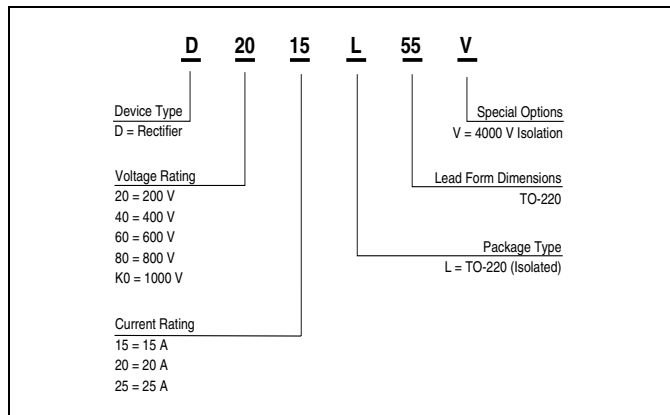 D 20 15 L 55 V
Device Type
D = Rectifier
Voltage Rating
20 = 200 V
40 = 400 V
60 = 600 V
80 = 800 V
K0 = 1000 V
Current Rating
15 = 15 A
20 = 20 A
25 = 25 A
Special Options
V = 4000 V Isolation
Lead Form Dimensions
TO-220
Package Type
L = TO-220 (Isolated)